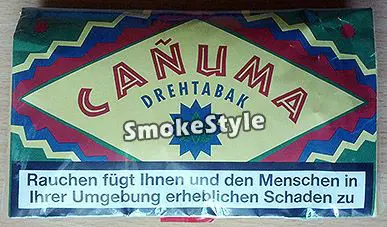 CAÑUMA
DREHTABAK
SmokeStyle
Rauchen fügt Ihnen und den Menschen in
Ihrer Umgebung erheblichen Schaden zu